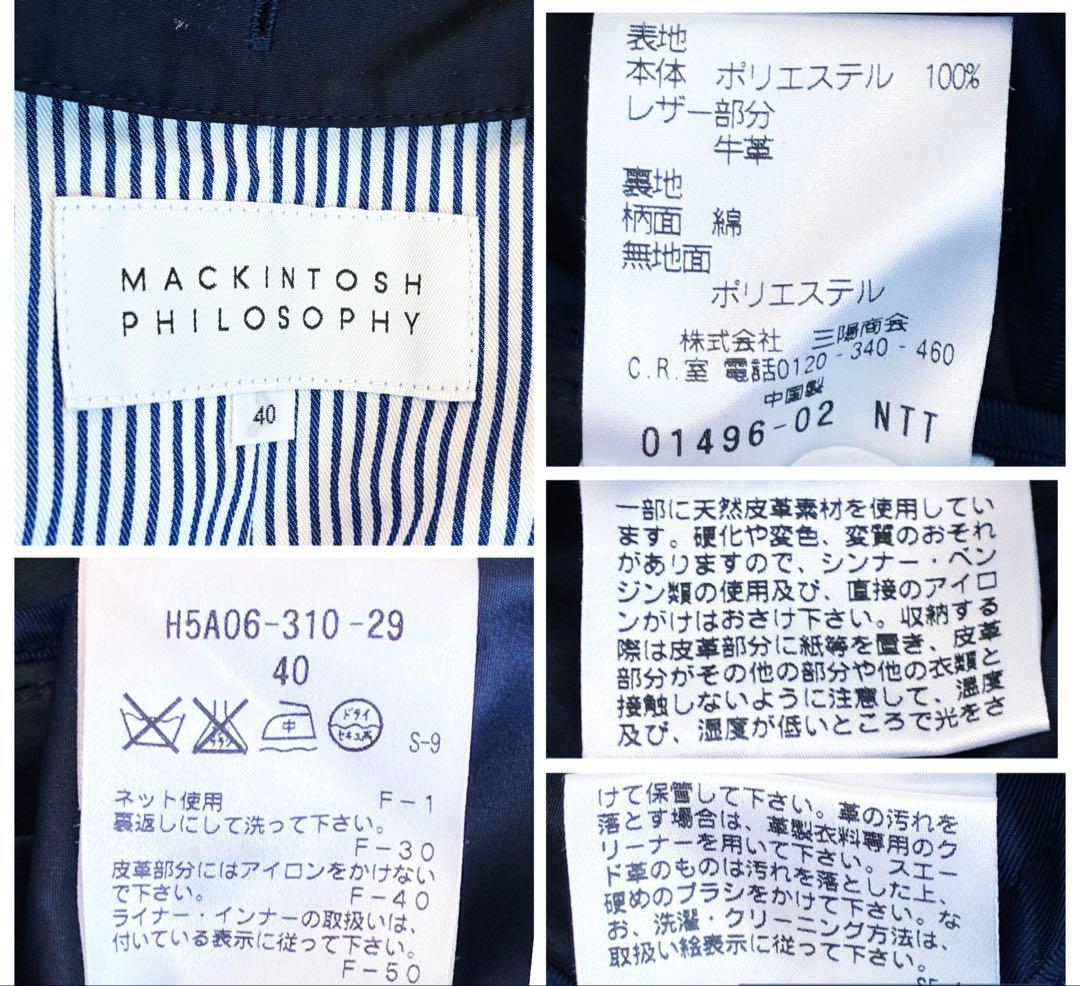 MACKINTOSH
PHILOSOPHY
40
表地
本体 ポリエステル 100%
レザー部分
牛革
裏地
柄面 綿
無地面
ポリエステル
株式会社 三陽商会
C.R.室 電話0120-340-460
中国製
01496-02 NTT
H5A06-310-29
40
中
ドライ
セキユ系
S-9
ネット使用 F-1
裏返しにして洗って下さい。
F-30
皮革部分にはアイロンをかけない
で下さい。 F-40
ライナー・インナーの取扱いは、
付いている表示に従って下さい。
F-50
一部に天然皮革素材を使用してい
ます。硬化や変色、変質のおそれ
がありますので、シンナー・ベン
ジン類の使用及び、直接のアイロ
ンがけはおさけ下さい。収納する
際は皮革部分に紙等を置き、皮革
部分がその他の部分や他の衣類と
接触しないように注意して、温度
及び、湿度が低いところで光をさ
けて保管して下さい。革の汚れを
落とす場合は、革製衣料専用のク
リーナーを用いて下さい。スエー
ド革のものは汚れを落とした上、
硬めのブラシをかけて下さい。な
お、洗濯・クリーニング方法は、
取扱い絵表示に従って下さい。